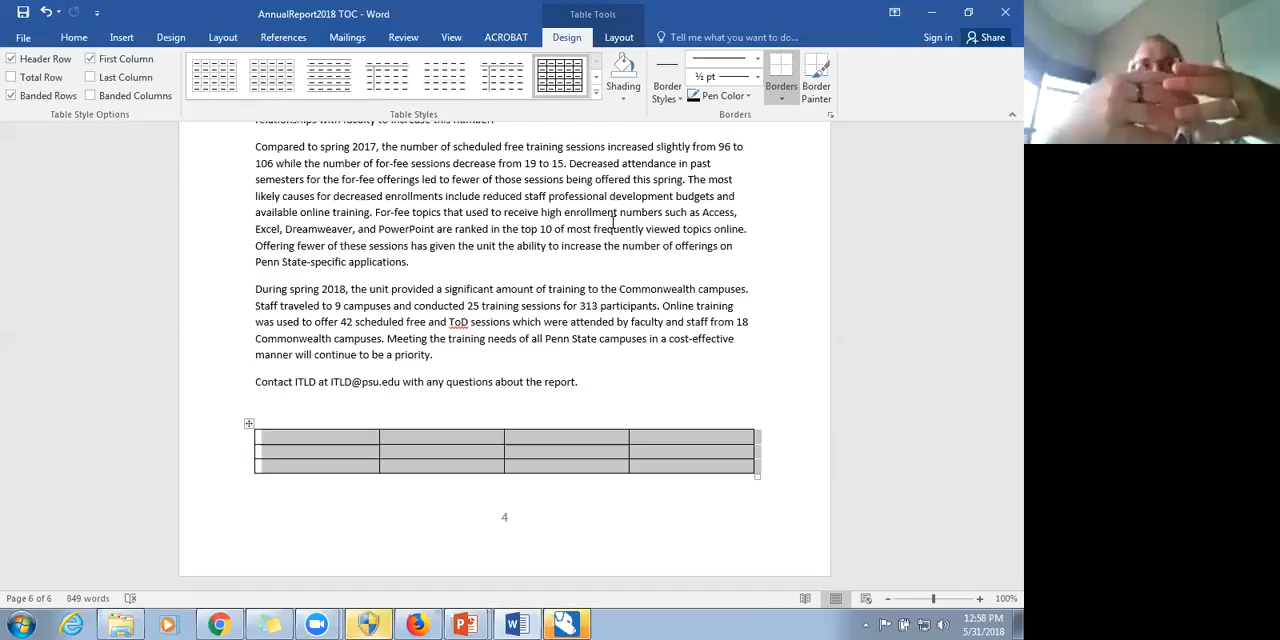 AnnualReport2018 TOC - Word
Table Tools
File Home Insert Design Layout References Mailings Review View ACROBAT Design Layout Tell me what you want to do... Sign in Share
Header Row First Column
Total Row Last Column
Banded Rows Banded Columns
Table Style Options
Table Styles
Shading
Border Styles
½ pt
Pen Color
Borders
Border Painter
Borders
relationships with faculty to increase this number.
Compared to spring 2017, the number of scheduled free training sessions increased slightly from 96 to
106 while the number of for-fee sessions decrease from 19 to 15. Decreased attendance in past
semesters for the for-fee offerings led to fewer of those sessions being offered this spring. The most
likely causes for decreased enrollments include reduced staff professional development budgets and
available online training. For-fee topics that used to receive high enrollment numbers such as Access,
Excel, Dreamweaver, and PowerPoint are ranked in the top 10 of most frequently viewed topics online.
Offering fewer of these sessions has given the unit the ability to increase the number of offerings on
Penn State-specific applications.
During spring 2018, the unit provided a significant amount of training to the Commonwealth campuses.
Staff traveled to 9 campuses and conducted 25 training sessions for 313 participants. Online training
was used to offer 42 scheduled free and ToD sessions which were attended by faculty and staff from 18
Commonwealth campuses. Meeting the training needs of all Penn State campuses in a cost-effective
manner will continue to be a priority.
Contact ITLD at ITLD@psu.edu with any questions about the report.
4
Page 6 of 6 849 words
100%
12:58 PM
5/31/2018